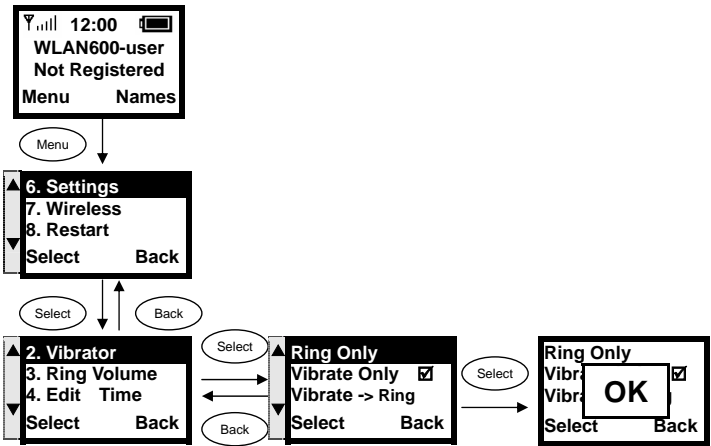 12:00
WLAN600-user
Not Registered
Menu Names
Menu
6. Settings
7. Wireless
8. Restart
Select Back
Select
Back
2. Vibrator
3. Ring Volume
4. Edit Time
Select Back
Select
Back
Ring Only
Vibrate Only
Vibrate -> Ring
Select Back
Select
Ring Only
Vibra
Vibra
OK
Select Back